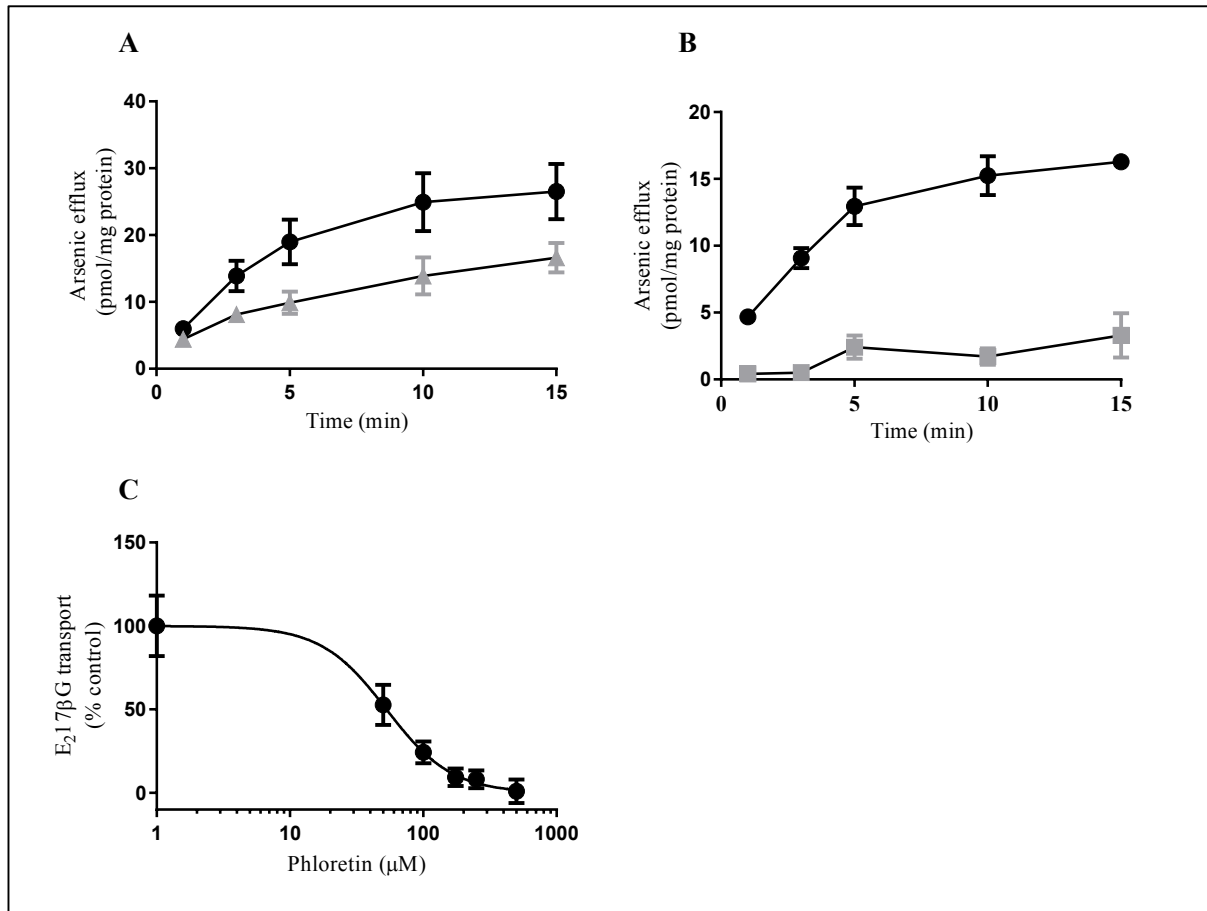 A
Arsenic efflux
(pmol/mg protein)
40
30
20
10
0
0
5
10
15
Time (min)
B
Arsenic efflux
(pmol/mg protein)
20
15
10
5
0
0
5
10
15
Time (min)
C
E₂17βG transport
(% control)
150
100
50
0
1
10
100
1000
Phloretin (μM)